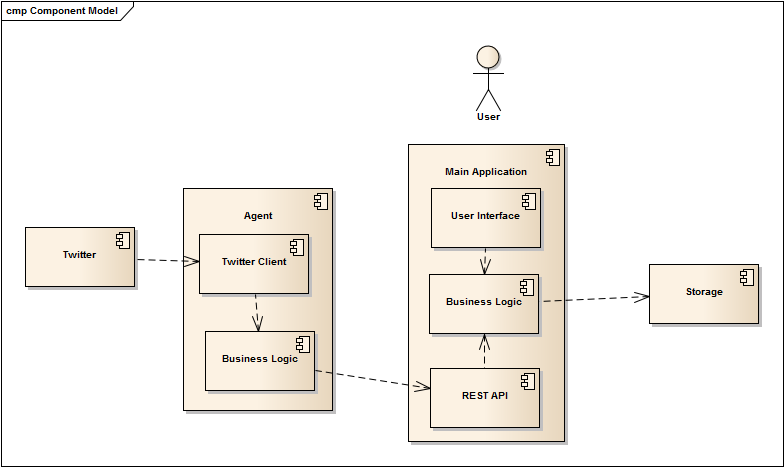 cmp Component Model
User
Main Application
User Interface
Agent
Twitter
Twitter Client
Business Logic
Storage
Business Logic
REST API